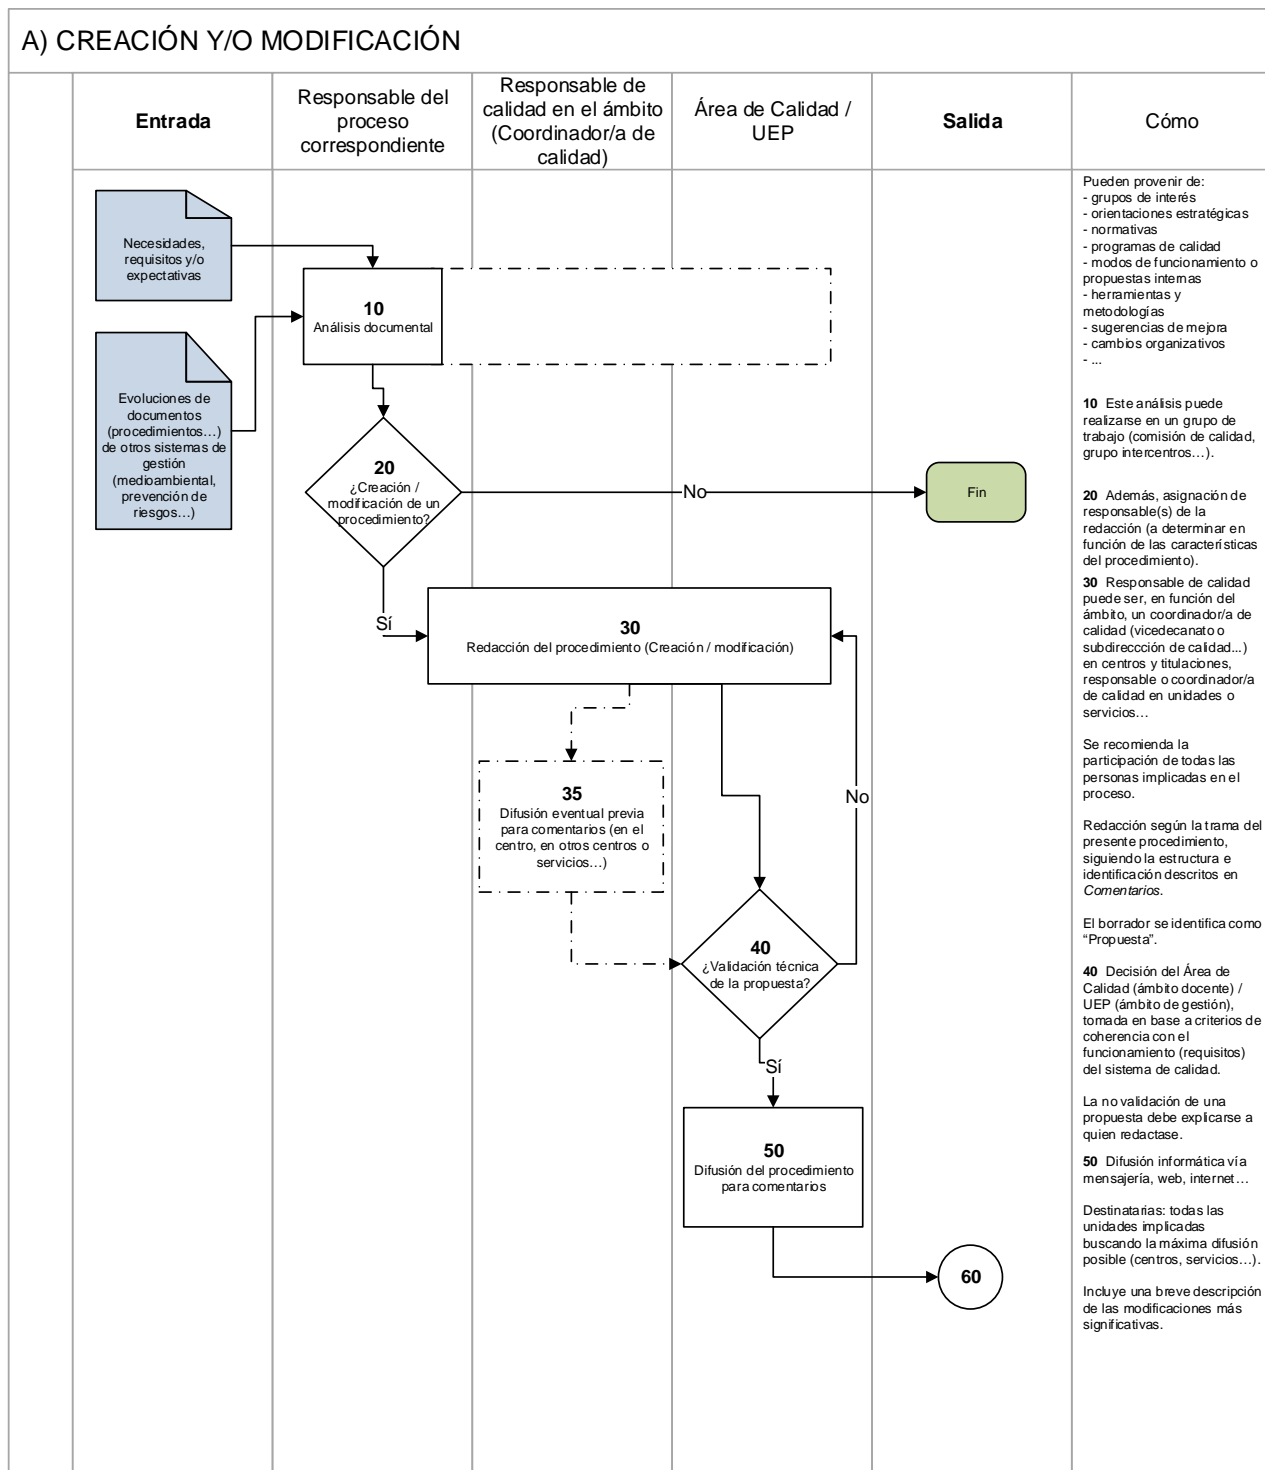 A) CREACIÓN Y/O MODIFICACIÓN
Entrada
Responsable del
proceso
correspondiente
Responsable de
calidad en el ámbito
(Coordinador/a de
calidad)
Área de Calidad /
UEP
Salida
Cómo
Necesidades,
requisitos y/o
expectativas
Evoluciones de
documentos
(procedimientos…)
de otros sistemas de
gestión
(medioambiental,
prevención de
riesgos…)
10
Análisis documental
20
¿Creación /
modificación de un
procedimiento?
No
Fin
Sí
30
Redacción del procedimiento (Creación / modificación)
35
Difusión eventual previa
para comentarios (en el
centro, en otros centros o
servicios…)
No
40
¿Validación técnica
de la propuesta?
Sí
50
Difusión del procedimiento
para comentarios
60
Pueden provenir de:
- grupos de interés
- orientaciones estratégicas
- normativas
- programas de calidad
- modos de funcionamiento o
propuestas internas
- herramientas y
metodologías
- sugerencias de mejora
- cambios organizativos
- ...
10 Este análisis puede
realizarse en un grupo de
trabajo (comisión de calidad,
grupo intercentros…).
20 Además, asignación de
responsable(s) de la
redacción (a determinar en
función de las características
del procedimiento).
30 Responsable de calidad
puede ser, en función del
ámbito, un coordinador/a de
calidad (vicedecanato o
subdireccción de calidad...)
en centros y titulaciones,
responsable o coordinador/a
de calidad en unidades o
servicios…
Se recomienda la
participación de todas las
personas implicadas en el
proceso.
Redacción según la trama del
presente procedimiento,
siguiendo la estructura e
identificación descritos en
Comentarios.
El borrador se identifica como
“Propuesta”.
40 Decisión del Área de
Calidad (ámbito docente) /
UEP (ámbito de gestión),
tomada en base a criterios de
coherencia con el
funcionamiento (requisitos)
del sistema de calidad.
La no validación de una
propuesta debe explicarse a
quien redactase.
50 Difusión informática vía
mensajería, web, internet…
Destinatarias: todas las
unidades implicadas
buscando la máxima difusión
posible (centros, servicios…).
Incluye una breve descripción
de las modificaciones más
significativas.